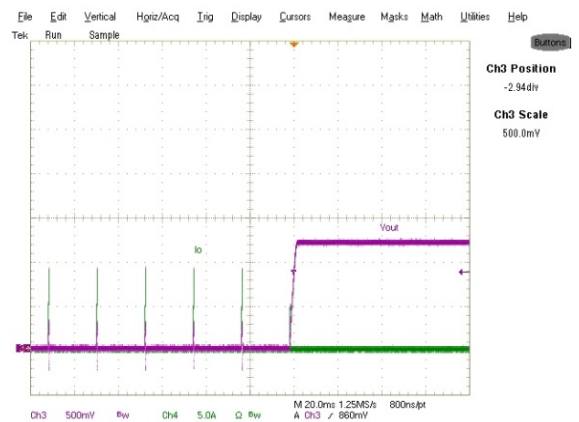 File Edit Vertical Horiz/Acq Trig Display Cursors Measure Masks Math Utilities Help
Tek Run Sample
Buttons
Ch3 Position
-2.94div
Ch3 Scale
500.0mV
Vout
Io
M 20.0ms 1.25MS/s 800ns/pt
Ch3 500mV Bw Ch4 5.0A Ω Bw A Ch3 / 860mV